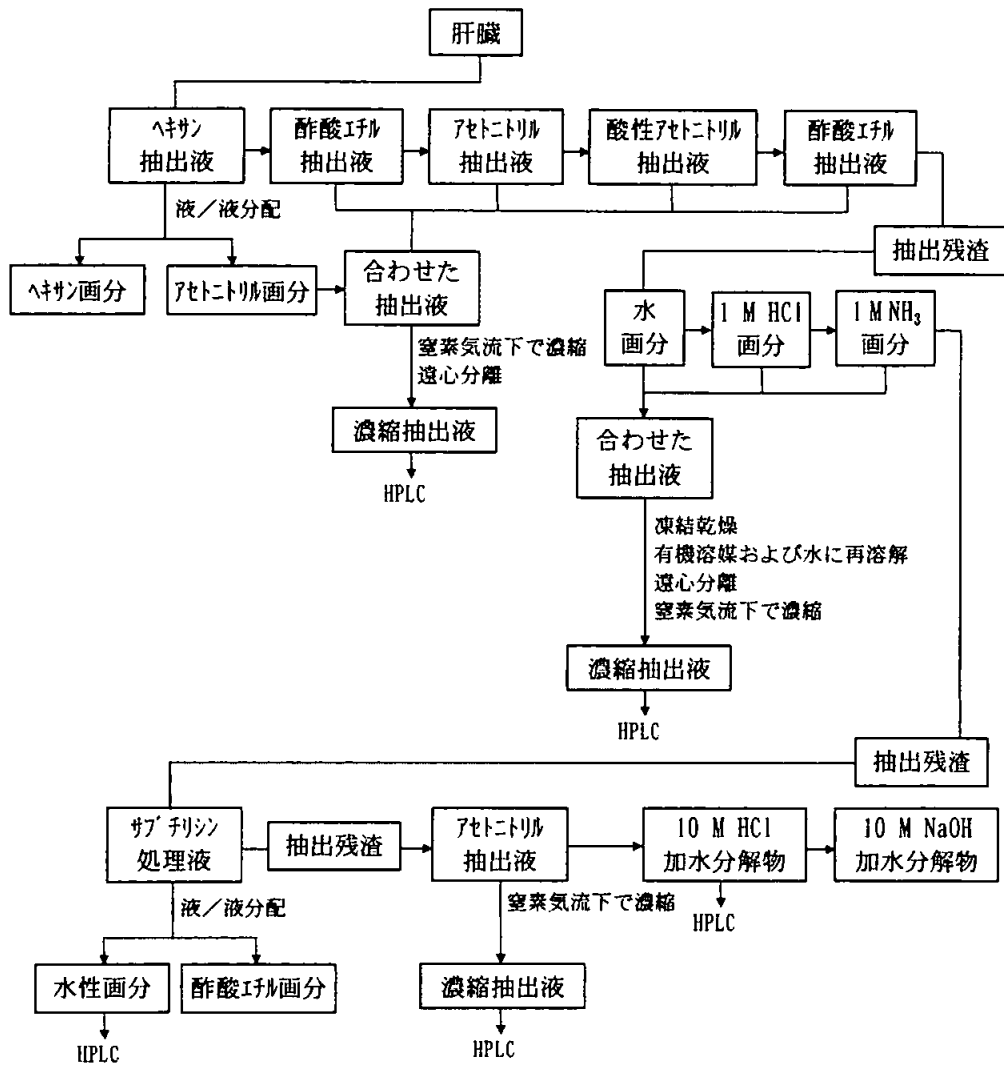 肝臓
ﾍｷｻﾝ
抽出液
酢酸ｴﾁﾙ
抽出液
ｱｾﾄﾆﾄﾘﾙ
抽出液
酸性ｱｾﾄﾆﾄﾘﾙ
抽出液
酢酸ｴﾁﾙ
抽出液
液／液分配
抽出残渣
ﾍｷｻﾝ画分
ｱｾﾄﾆﾄﾘﾙ画分
合わせた
抽出液
水
画分
1 M HCl
画分
1 M NH₃
画分
窒素気流下で濃縮
遠心分離
濃縮抽出液
HPLC
合わせた
抽出液
凍結乾燥
有機溶媒および水に再溶解
遠心分離
窒素気流下で濃縮
濃縮抽出液
HPLC
抽出残渣
ｻﾌﾞﾁﾘｼﾝ
処理液
抽出残渣
ｱｾﾄﾆﾄﾘﾙ
抽出液
10 M HCl
加水分解物
10 M NaOH
加水分解物
液／液分配
窒素気流下で濃縮
HPLC
水性画分
酢酸ｴﾁﾙ画分
濃縮抽出液
HPLC
HPLC